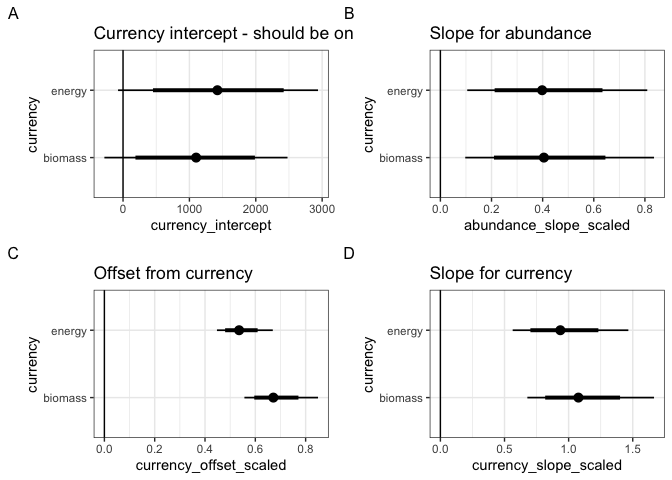 A
Currency intercept - should be on
currency
energy
biomass
0 1000 2000 3000
currency_intercept
B
Slope for abundance
currency
energy
biomass
0.0 0.2 0.4 0.6 0.8
abundance_slope_scaled
C
Offset from currency
currency
energy
biomass
0.0 0.2 0.4 0.6 0.8
currency_offset_scaled
D
Slope for currency
currency
energy
biomass
0.0 0.5 1.0 1.5
currency_slope_scaled